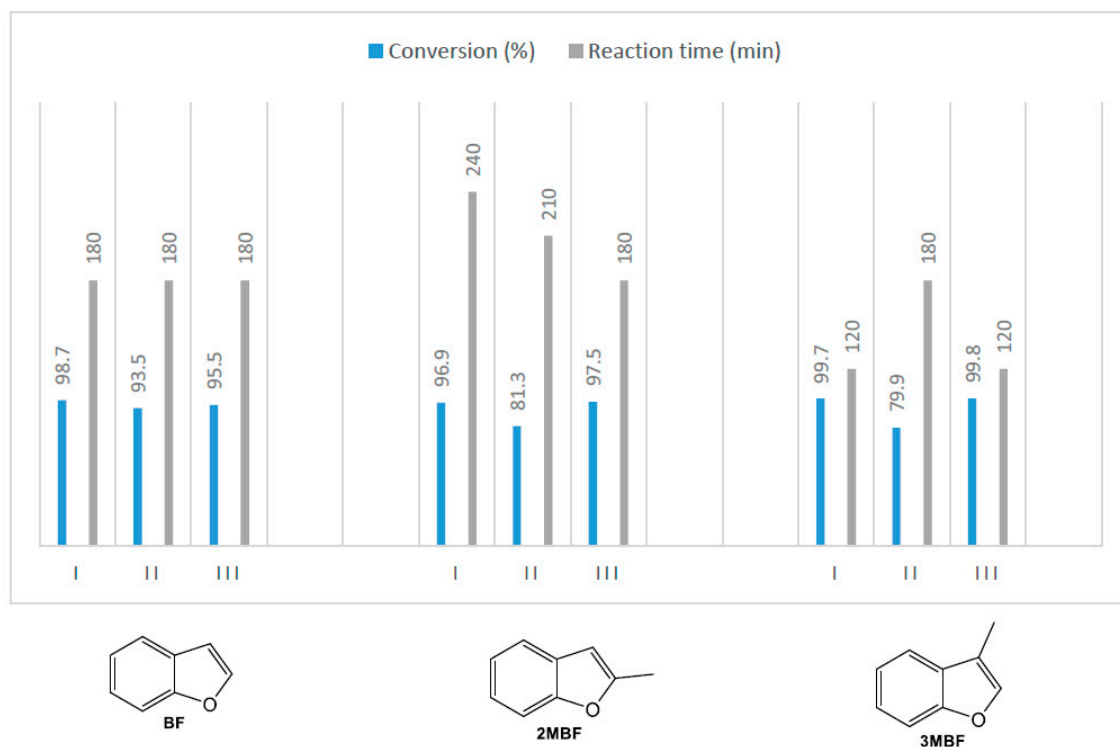 Conversion (%) Reaction time (min)
98.7 180 93.5 180 95.5 180 96.9 240 81.3 210 97.5 180 99.7 120 79.9 180 99.8 120
I II III I II III I II III
O O O
BF 2MBF 3MBF